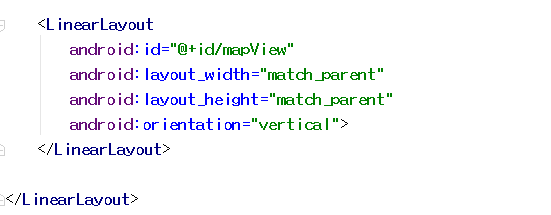 <LinearLayout
android:id="@+id/mapView"
android:layout_width="match_parent"
android:layout_height="match_parent"
android:orientation="vertical">
</LinearLayout>
</LinearLayout>